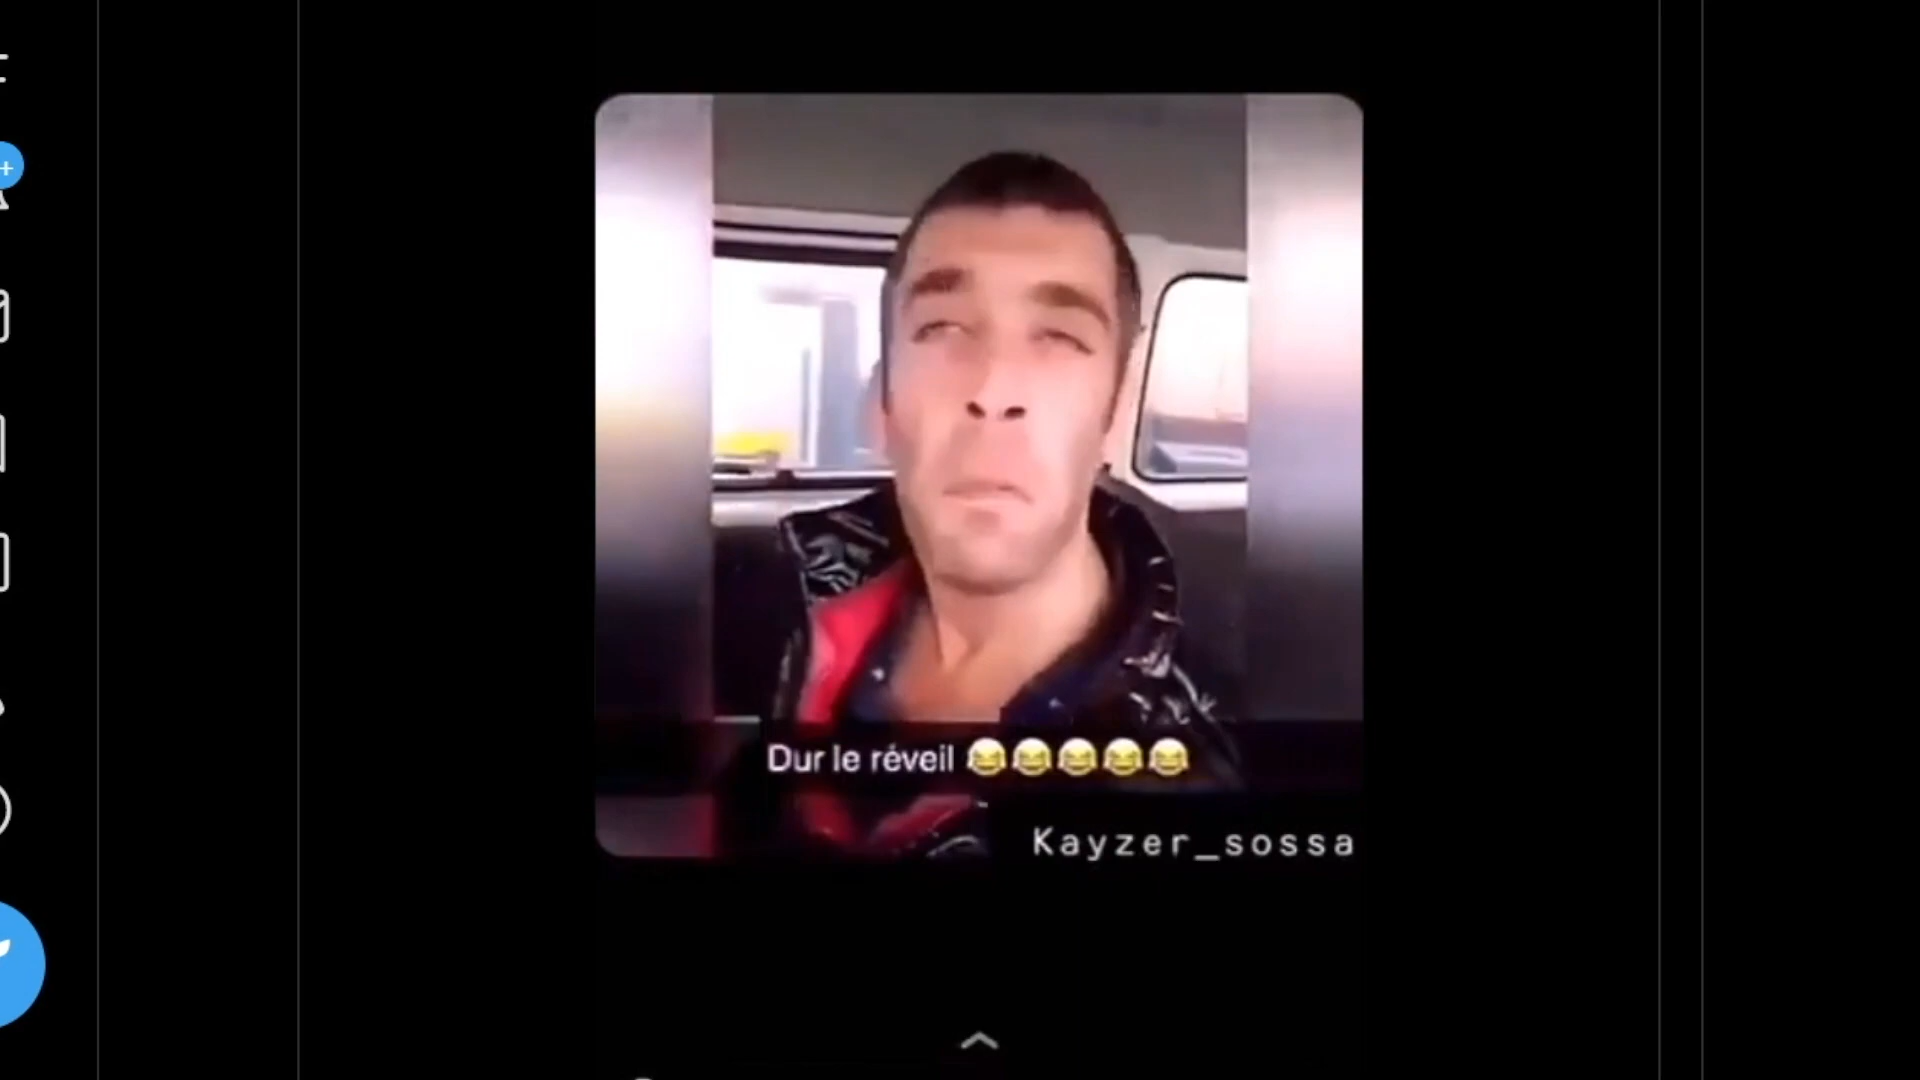 Dur le réveil 😂😂😂😂😂
Kayzer_sossa